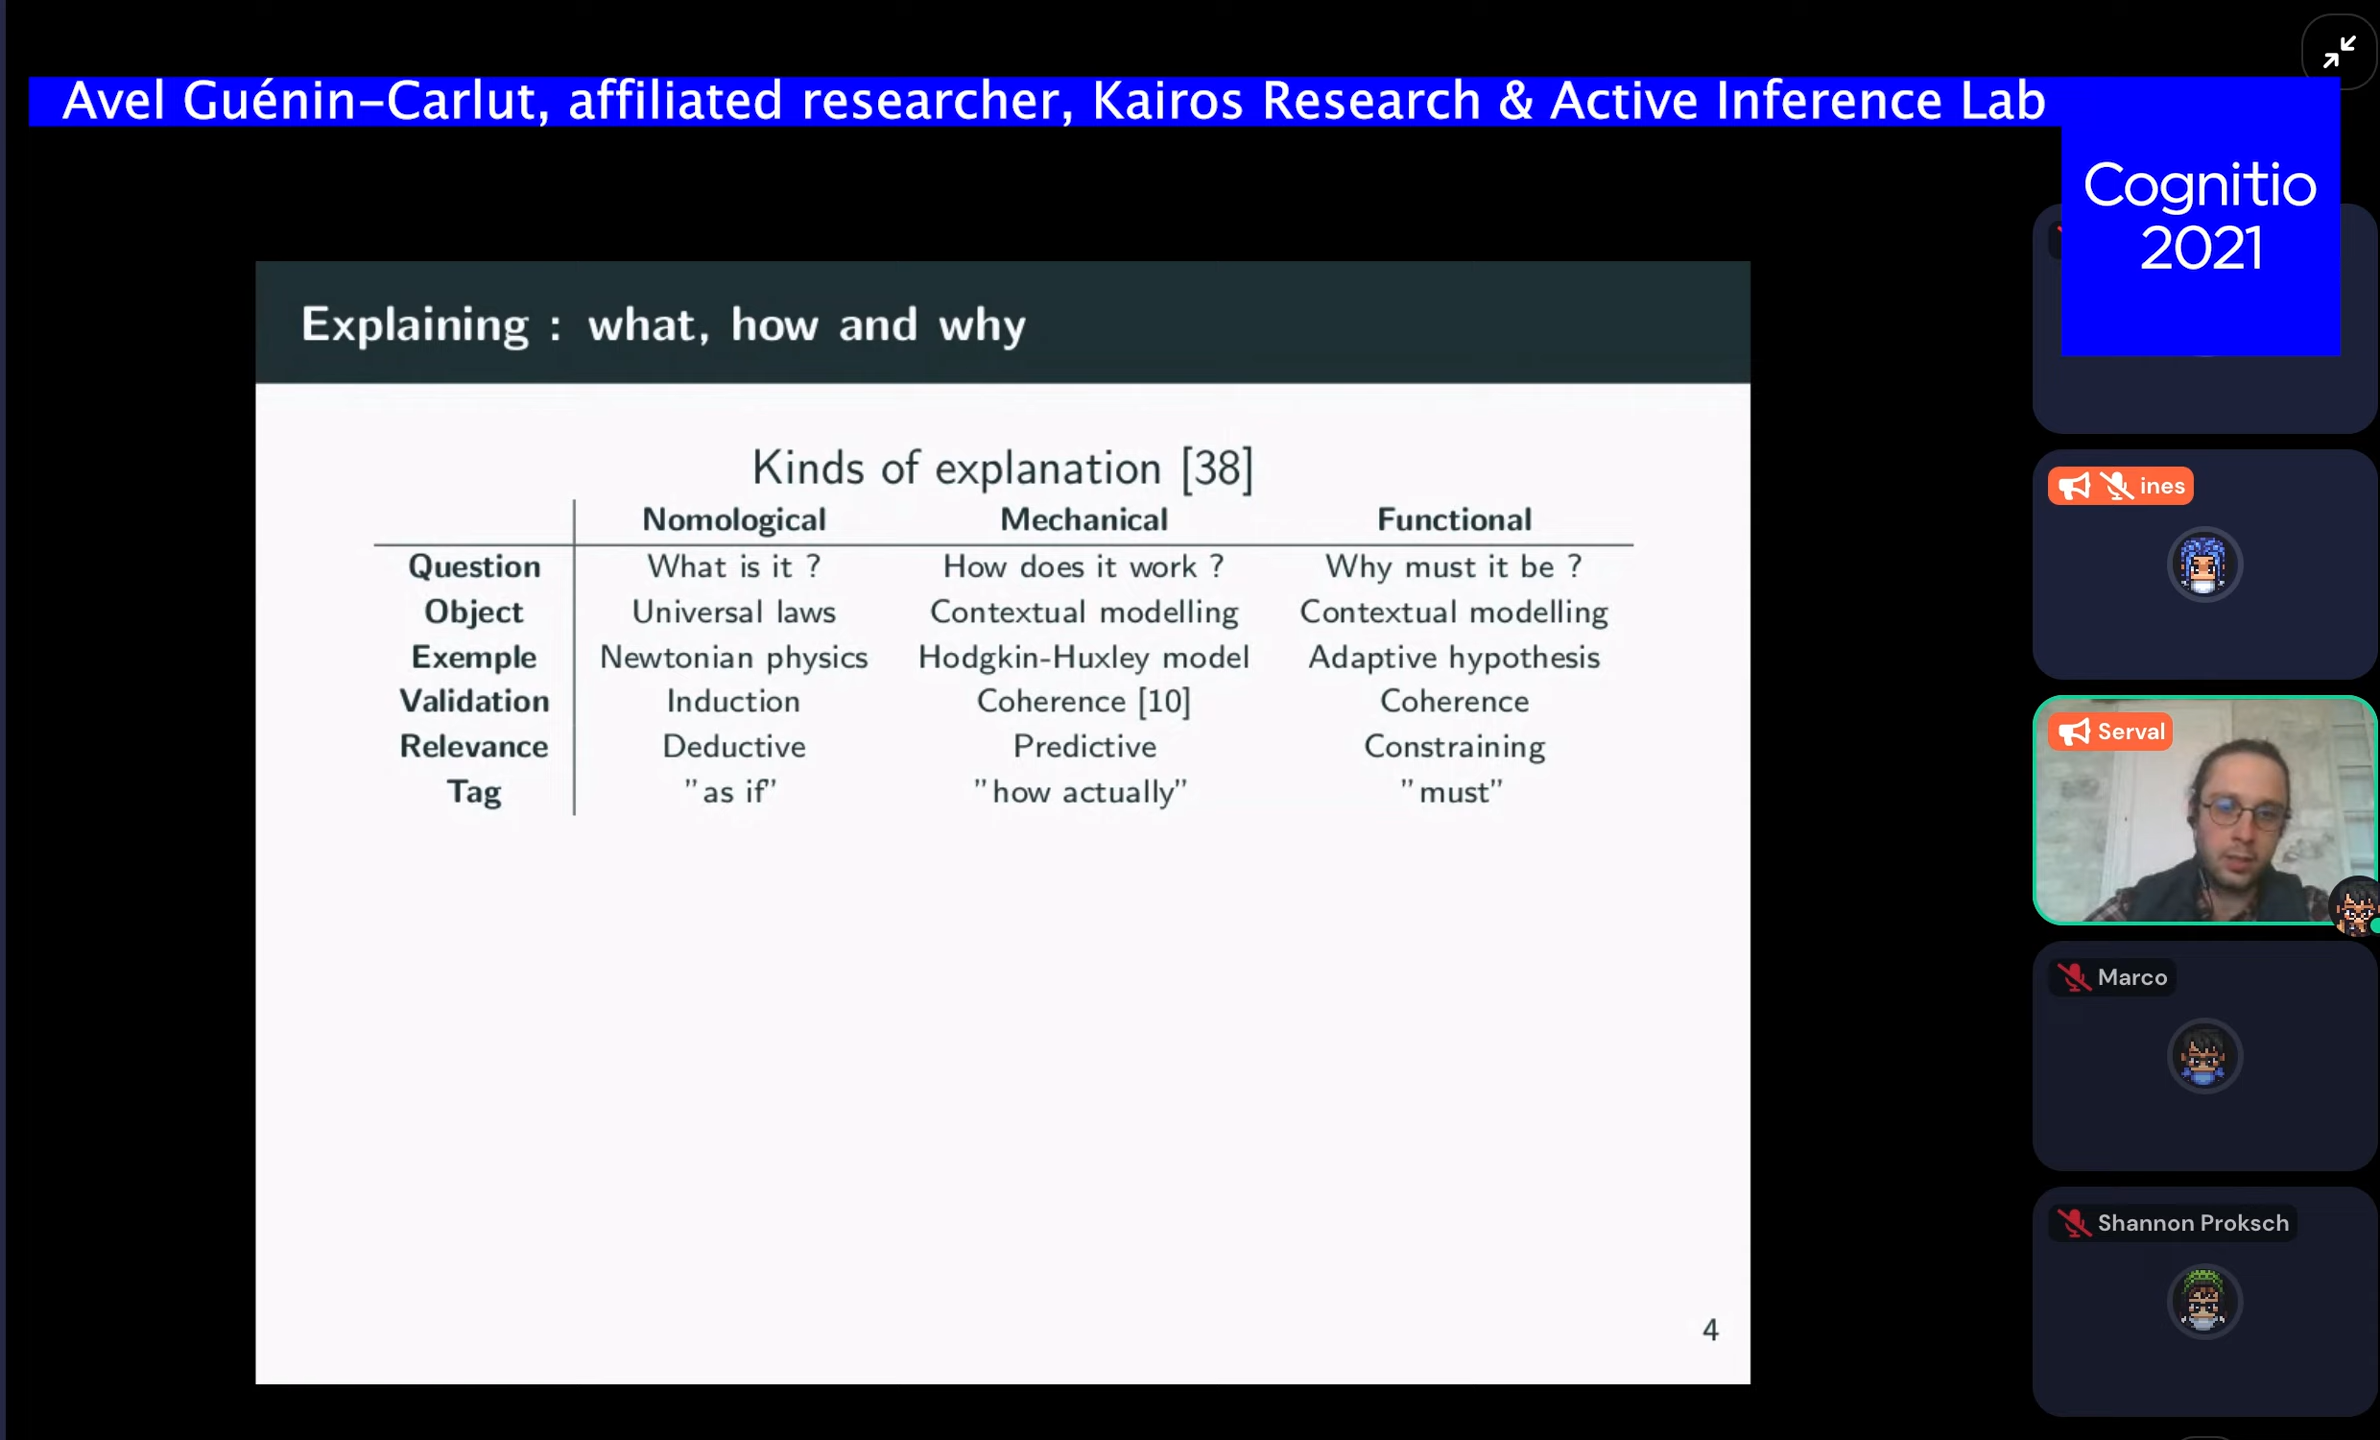 Avel Guénin–Carlut, affiliated researcher, Kairos Research & Active Inference Lab
Cognitio
2021
Explaining : what, how and why
Kinds of explanation [38]
Nomological Mechanical Functional
Question What is it ? How does it work ? Why must it be ?
Object Universal laws Contextual modelling Contextual modelling
Exemple Newtonian physics Hodgkin-Huxley model Adaptive hypothesis
Validation Induction Coherence [10] Coherence
Relevance Deductive Predictive Constraining
Tag "as if" "how actually" "must"
4
ines
Serval
Marco
Shannon Proksch